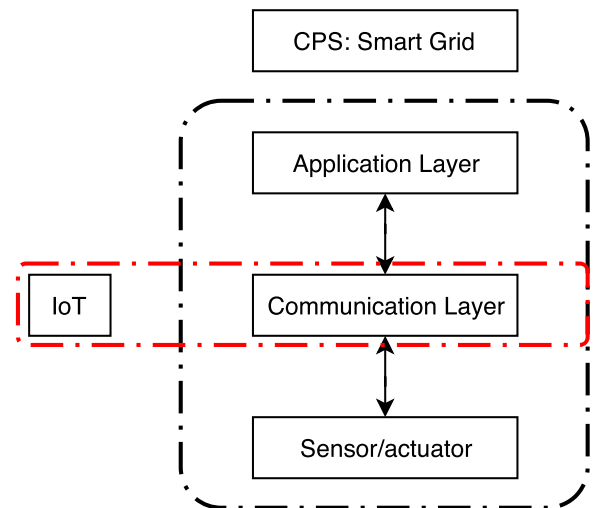 CPS: Smart Grid
Application Layer
IoT
Communication Layer
Sensor/actuator